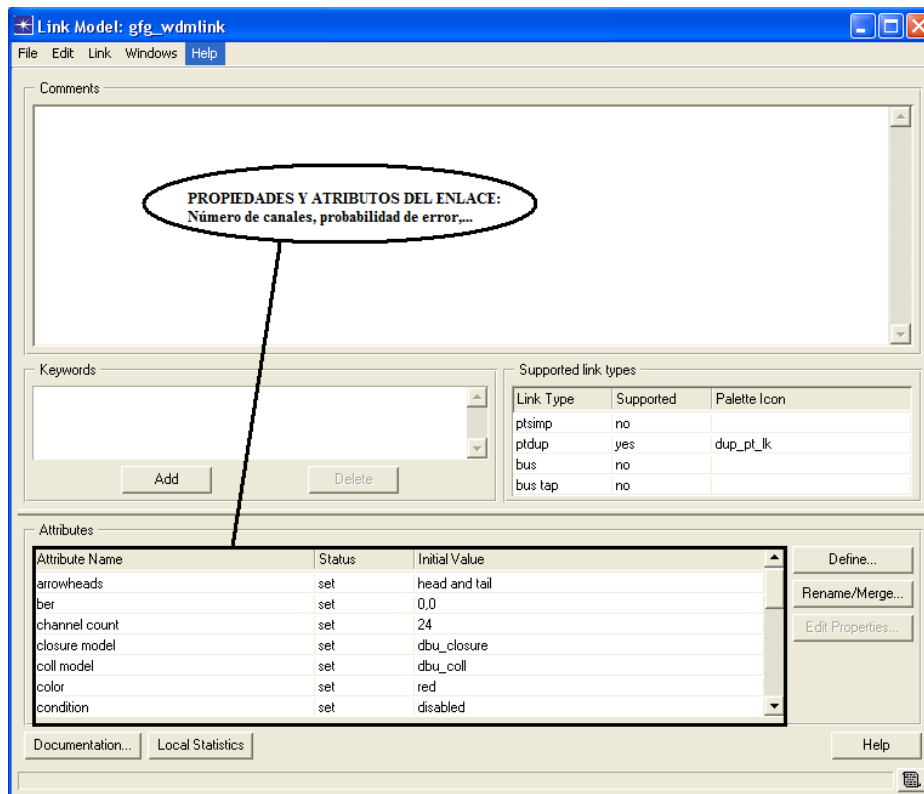 Link Model: gfg_wdmlink
File Edit Link Windows Help
Comments
PROPIEDADES Y ATRIBUTOS DEL ENLACE:
Número de canales, probabilidad de error,...
Keywords
Add Delete
Supported link types
Link Type Supported Palette Icon
ptsimp no
ptdup yes dup_pt_lk
bus no
bus tap no
Attributes
Attribute Name Status Initial Value
arrowheads set head and tail
ber set 0,0
channel count set 24
closure model set dbu_closure
coll model set dbu_coll
color set red
condition set disabled
Define...
Rename/Merge...
Edit Properties...
Documentation... Local Statistics Help